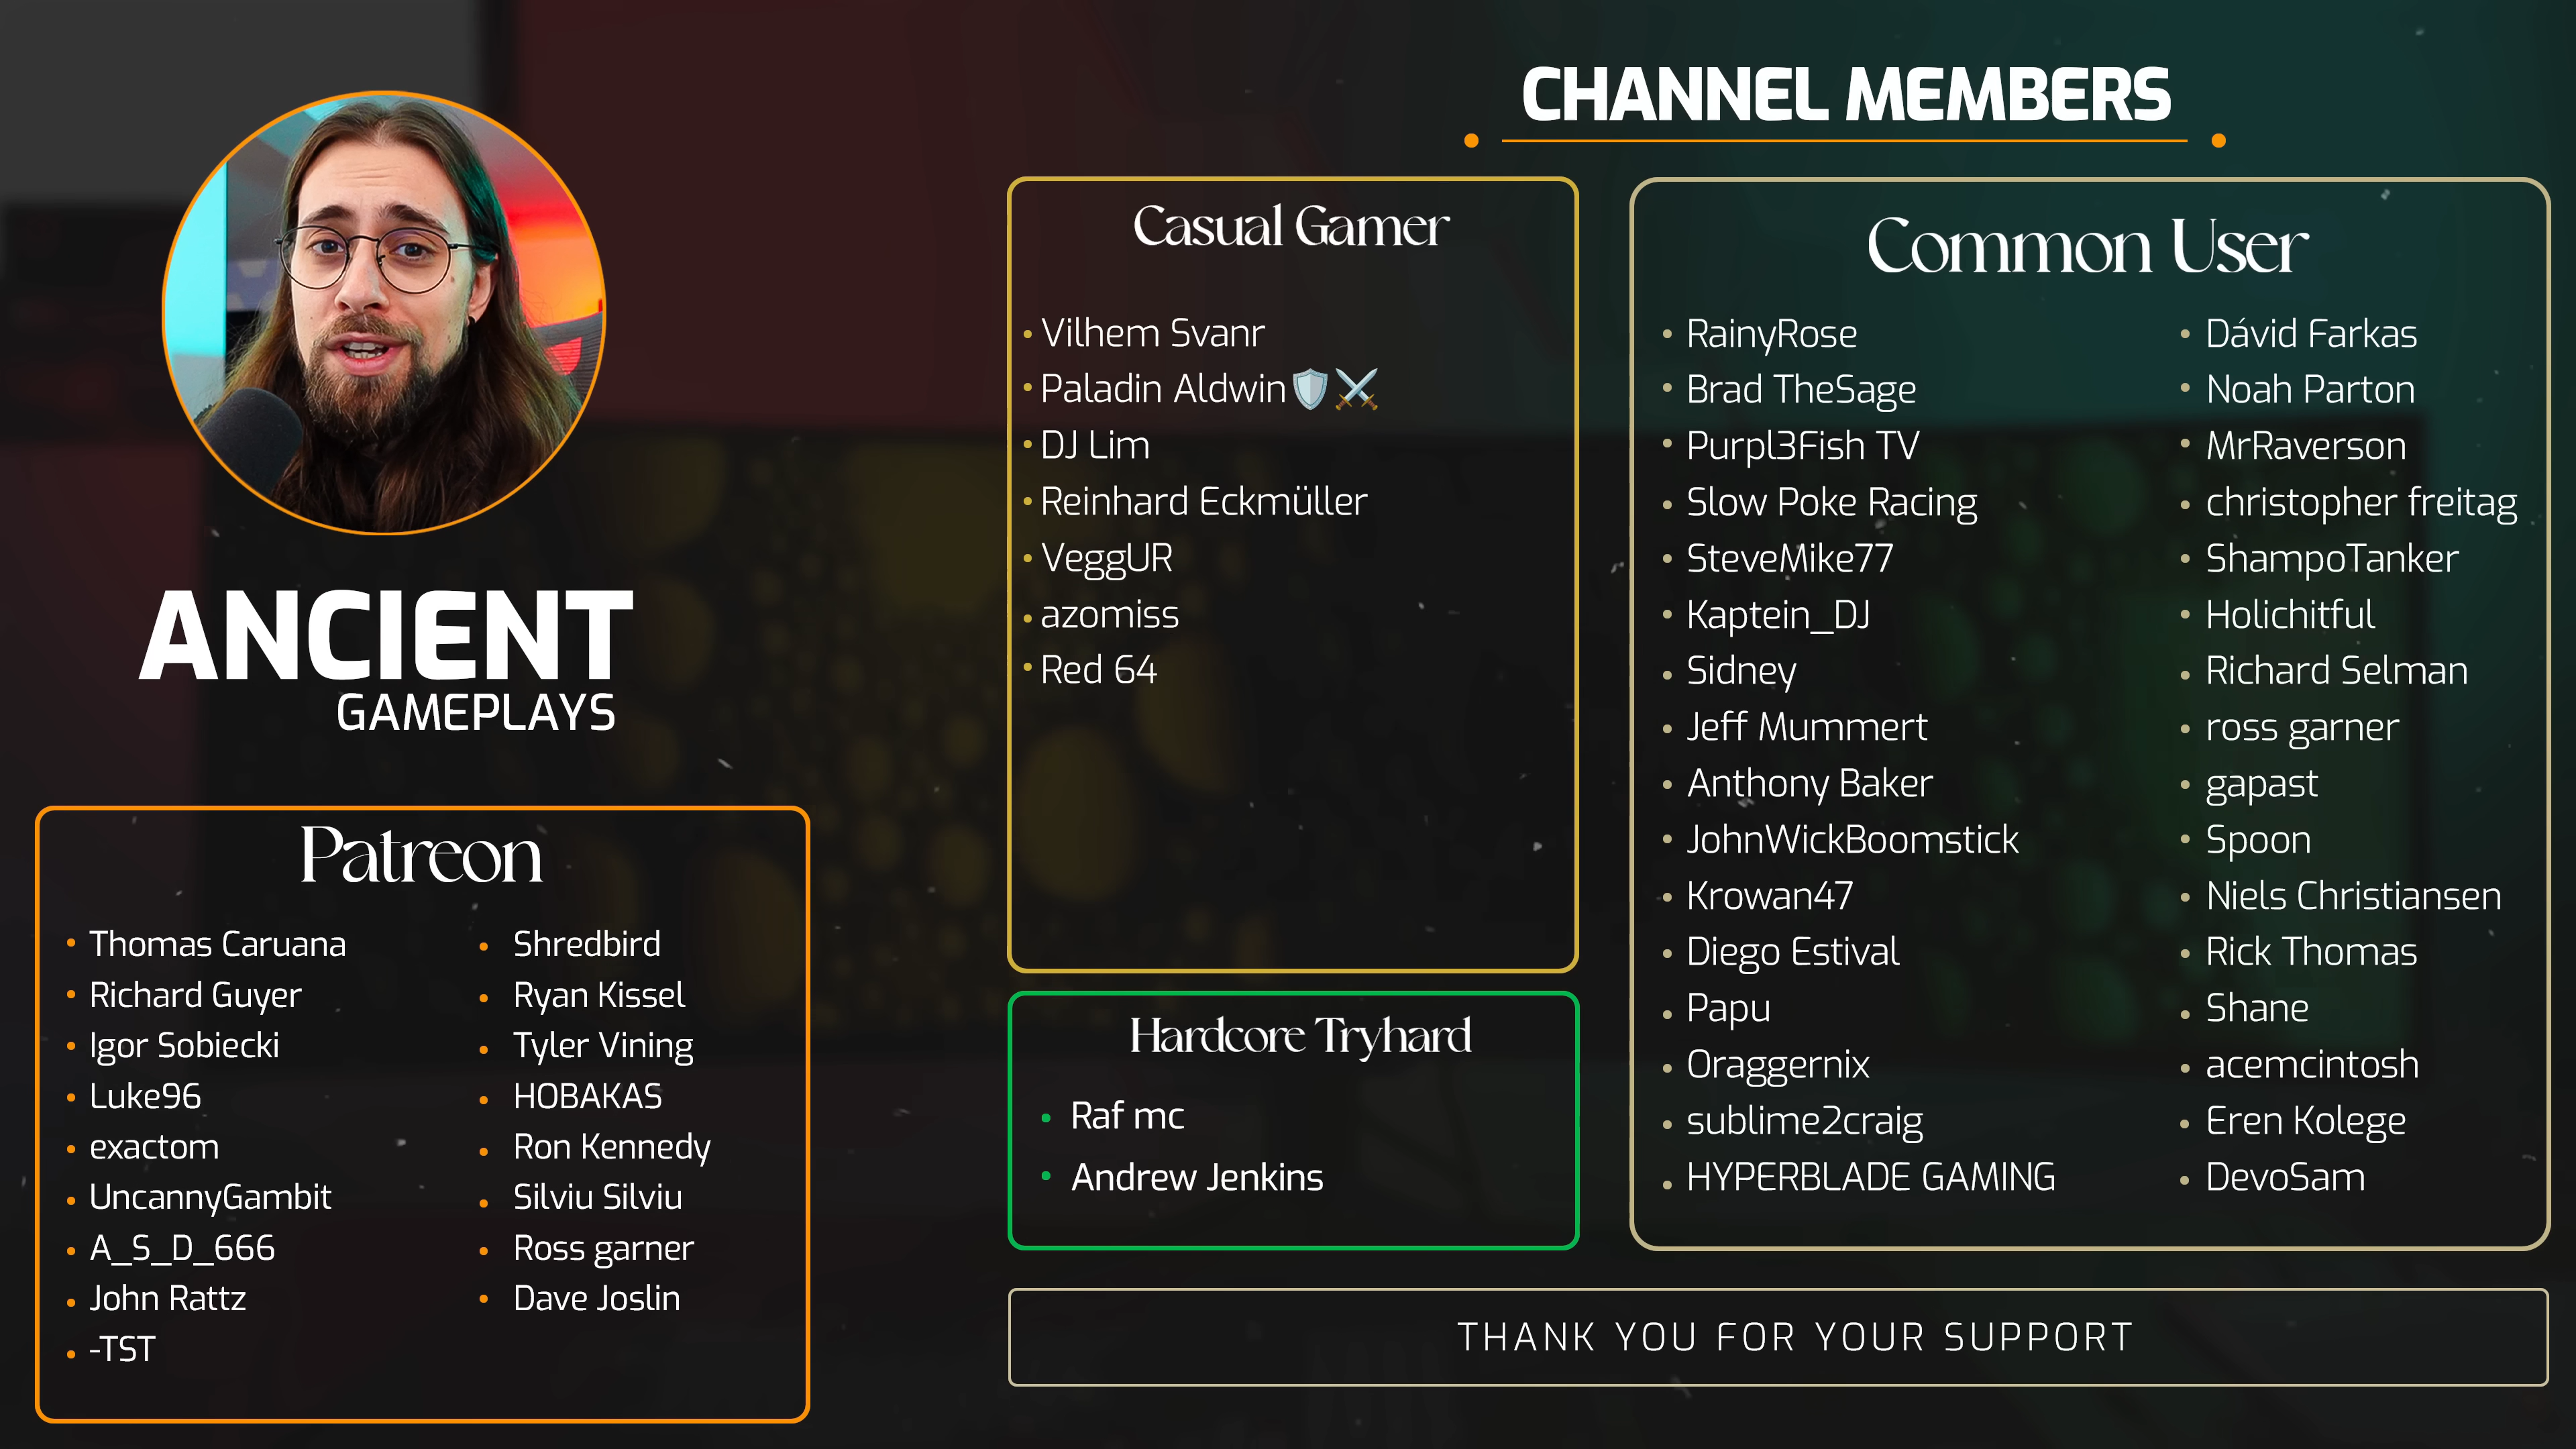 ANCIENT
GAMEPLAYS
Patreon
• Thomas Caruana
• Richard Guyer
• Igor Sobiecki
• Luke96
• exactom
• UncannyGambit
• A_S_D_666
• John Rattz
• -TST
• Shredbird
• Ryan Kissel
• Tyler Vining
• HOBAKAS
• Ron Kennedy
• Silviu Silviu
• Ross garner
• Dave Joslin
CHANNEL MEMBERS
Casual Gamer
• Vilhem Svanr
• Paladin Aldwin🛡️⚔️
• DJ Lim
• Reinhard Eckmüller
• VeggUR
• azomiss
• Red 64
Hardcore Tryhard
• Raf mc
• Andrew Jenkins
Common User
• RainyRose
• Brad TheSage
• Purpl3Fish TV
• Slow Poke Racing
• SteveMike77
• Kaptein_DJ
• Sidney
• Jeff Mummert
• Anthony Baker
• JohnWickBoomstick
• Krowan47
• Diego Estival
• Papu
• Oraggernix
• sublime2craig
• HYPERBLADE GAMING
• Dávid Farkas
• Noah Parton
• MrRaverson
• christopher freitag
• ShampoTanker
• Holichitful
• Richard Selman
• ross garner
• gapast
• Spoon
• Niels Christiansen
• Rick Thomas
• Shane
• acemcintosh
• Eren Kolege
• DevoSam
THANK YOU FOR YOUR SUPPORT